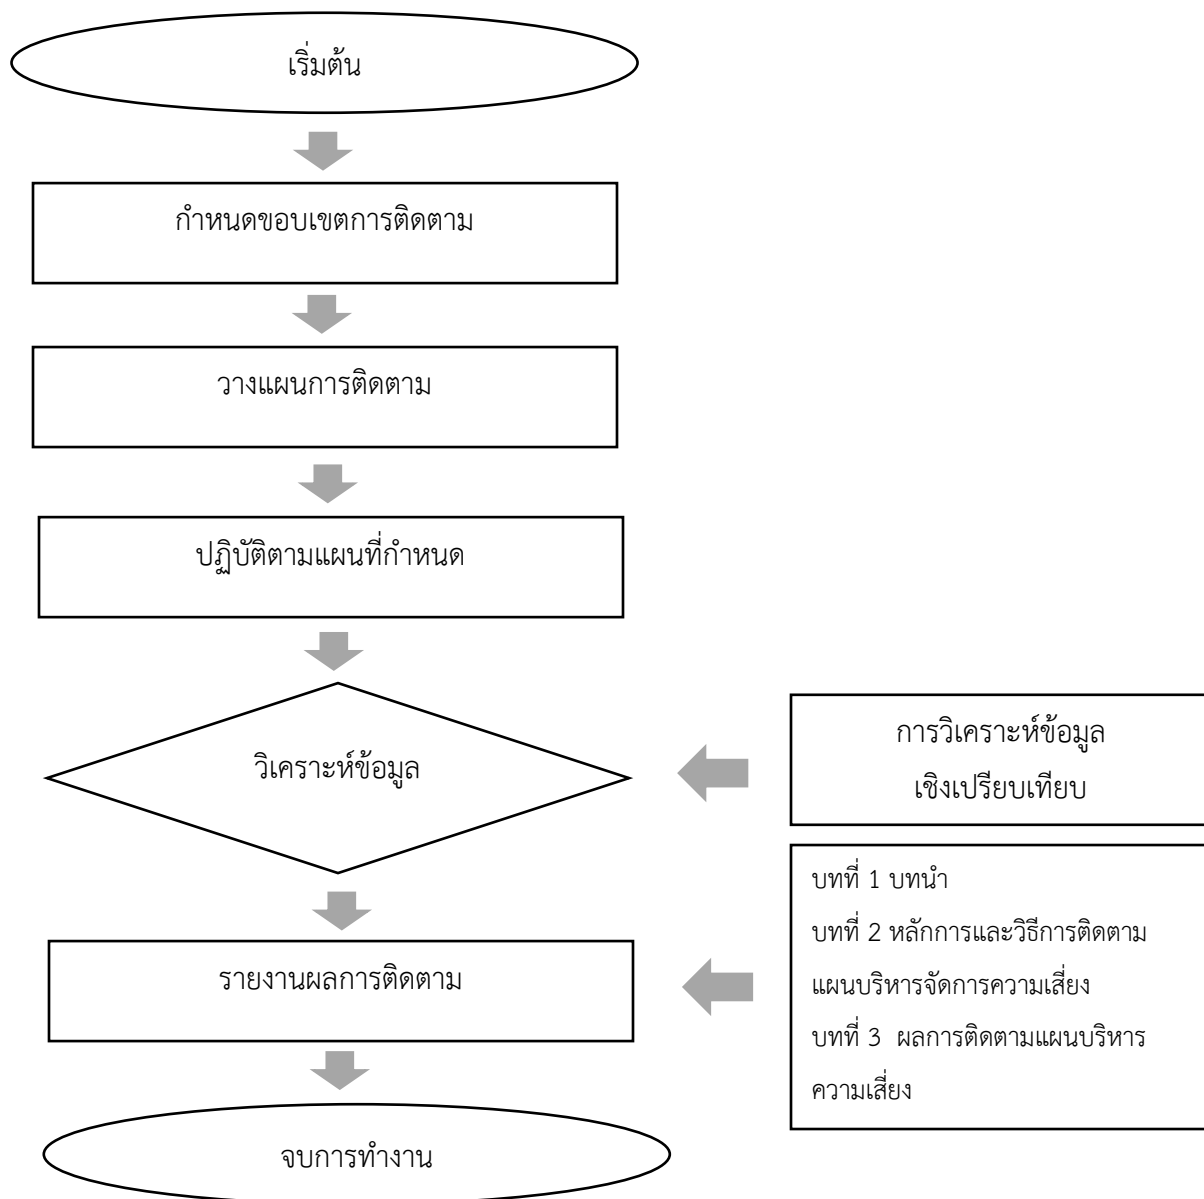 เริ่มต้น
กำหนดขอบเขตการติดตาม
วางแผนการติดตาม
ปฏิบัติตามแผนที่กำหนด
วิเคราะห์ข้อมูล
การวิเคราะห์ข้อมูล
เชิงเปรียบเทียบ
รายงานผลการติดตาม
บทที่ 1 บทนำ
บทที่ 2 หลักการและวิธีการติดตาม
แผนบริหารจัดการความเสี่ยง
บทที่ 3 ผลการติดตามแผนบริหาร
ความเสี่ยง
จบการทำงาน